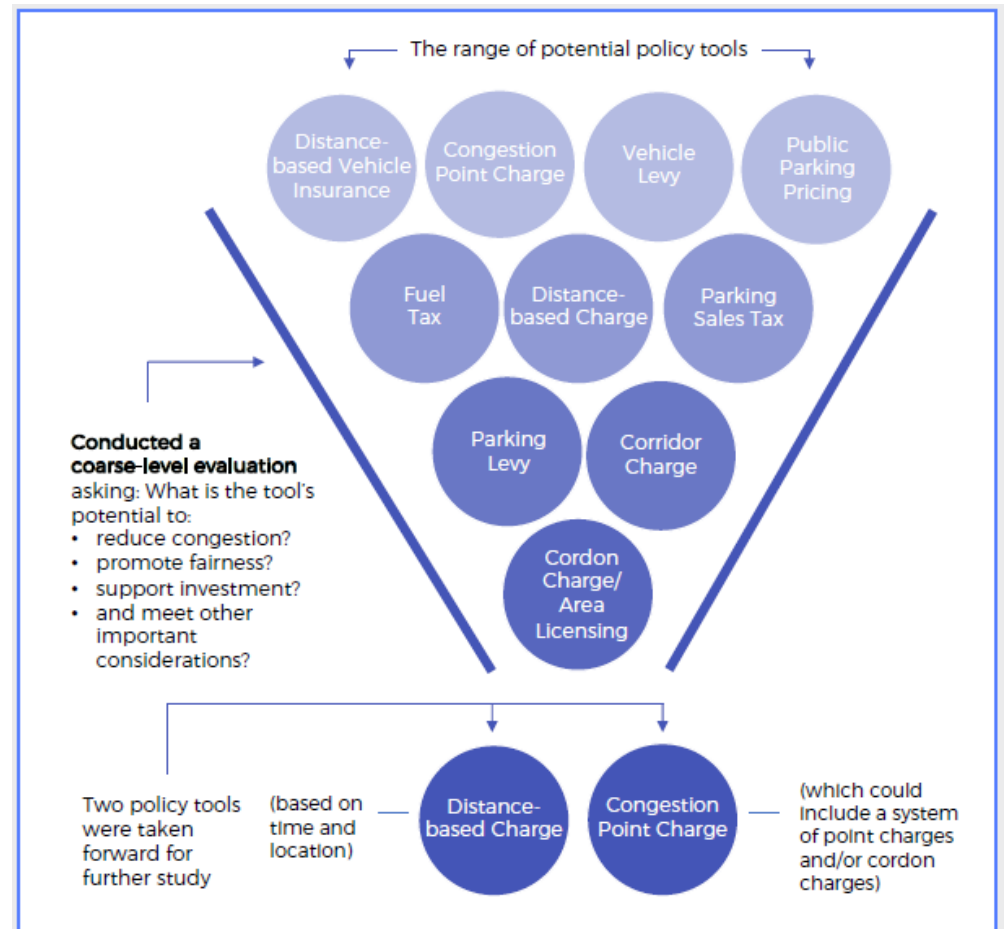 The range of potential policy tools
Distance-
based Vehicle
Insurance
Congestion
Point Charge
Vehicle
Levy
Public
Parking
Pricing
Fuel
Tax
Distance-
based Charge
Parking
Sales Tax
Parking
Levy
Corridor
Charge
Cordon
Charge/
Area
Licensing
Conducted a
coarse-level evaluation
asking: What is the tool's
potential to:
• reduce congestion?
• promote fairness?
• support investment?
• and meet other
important
considerations?
Two policy tools
were taken
forward for
further study
(based on
time and
location)
Distance-
based Charge
Congestion
Point Charge
(which could
include a system
of point charges
and/or cordon
charges)